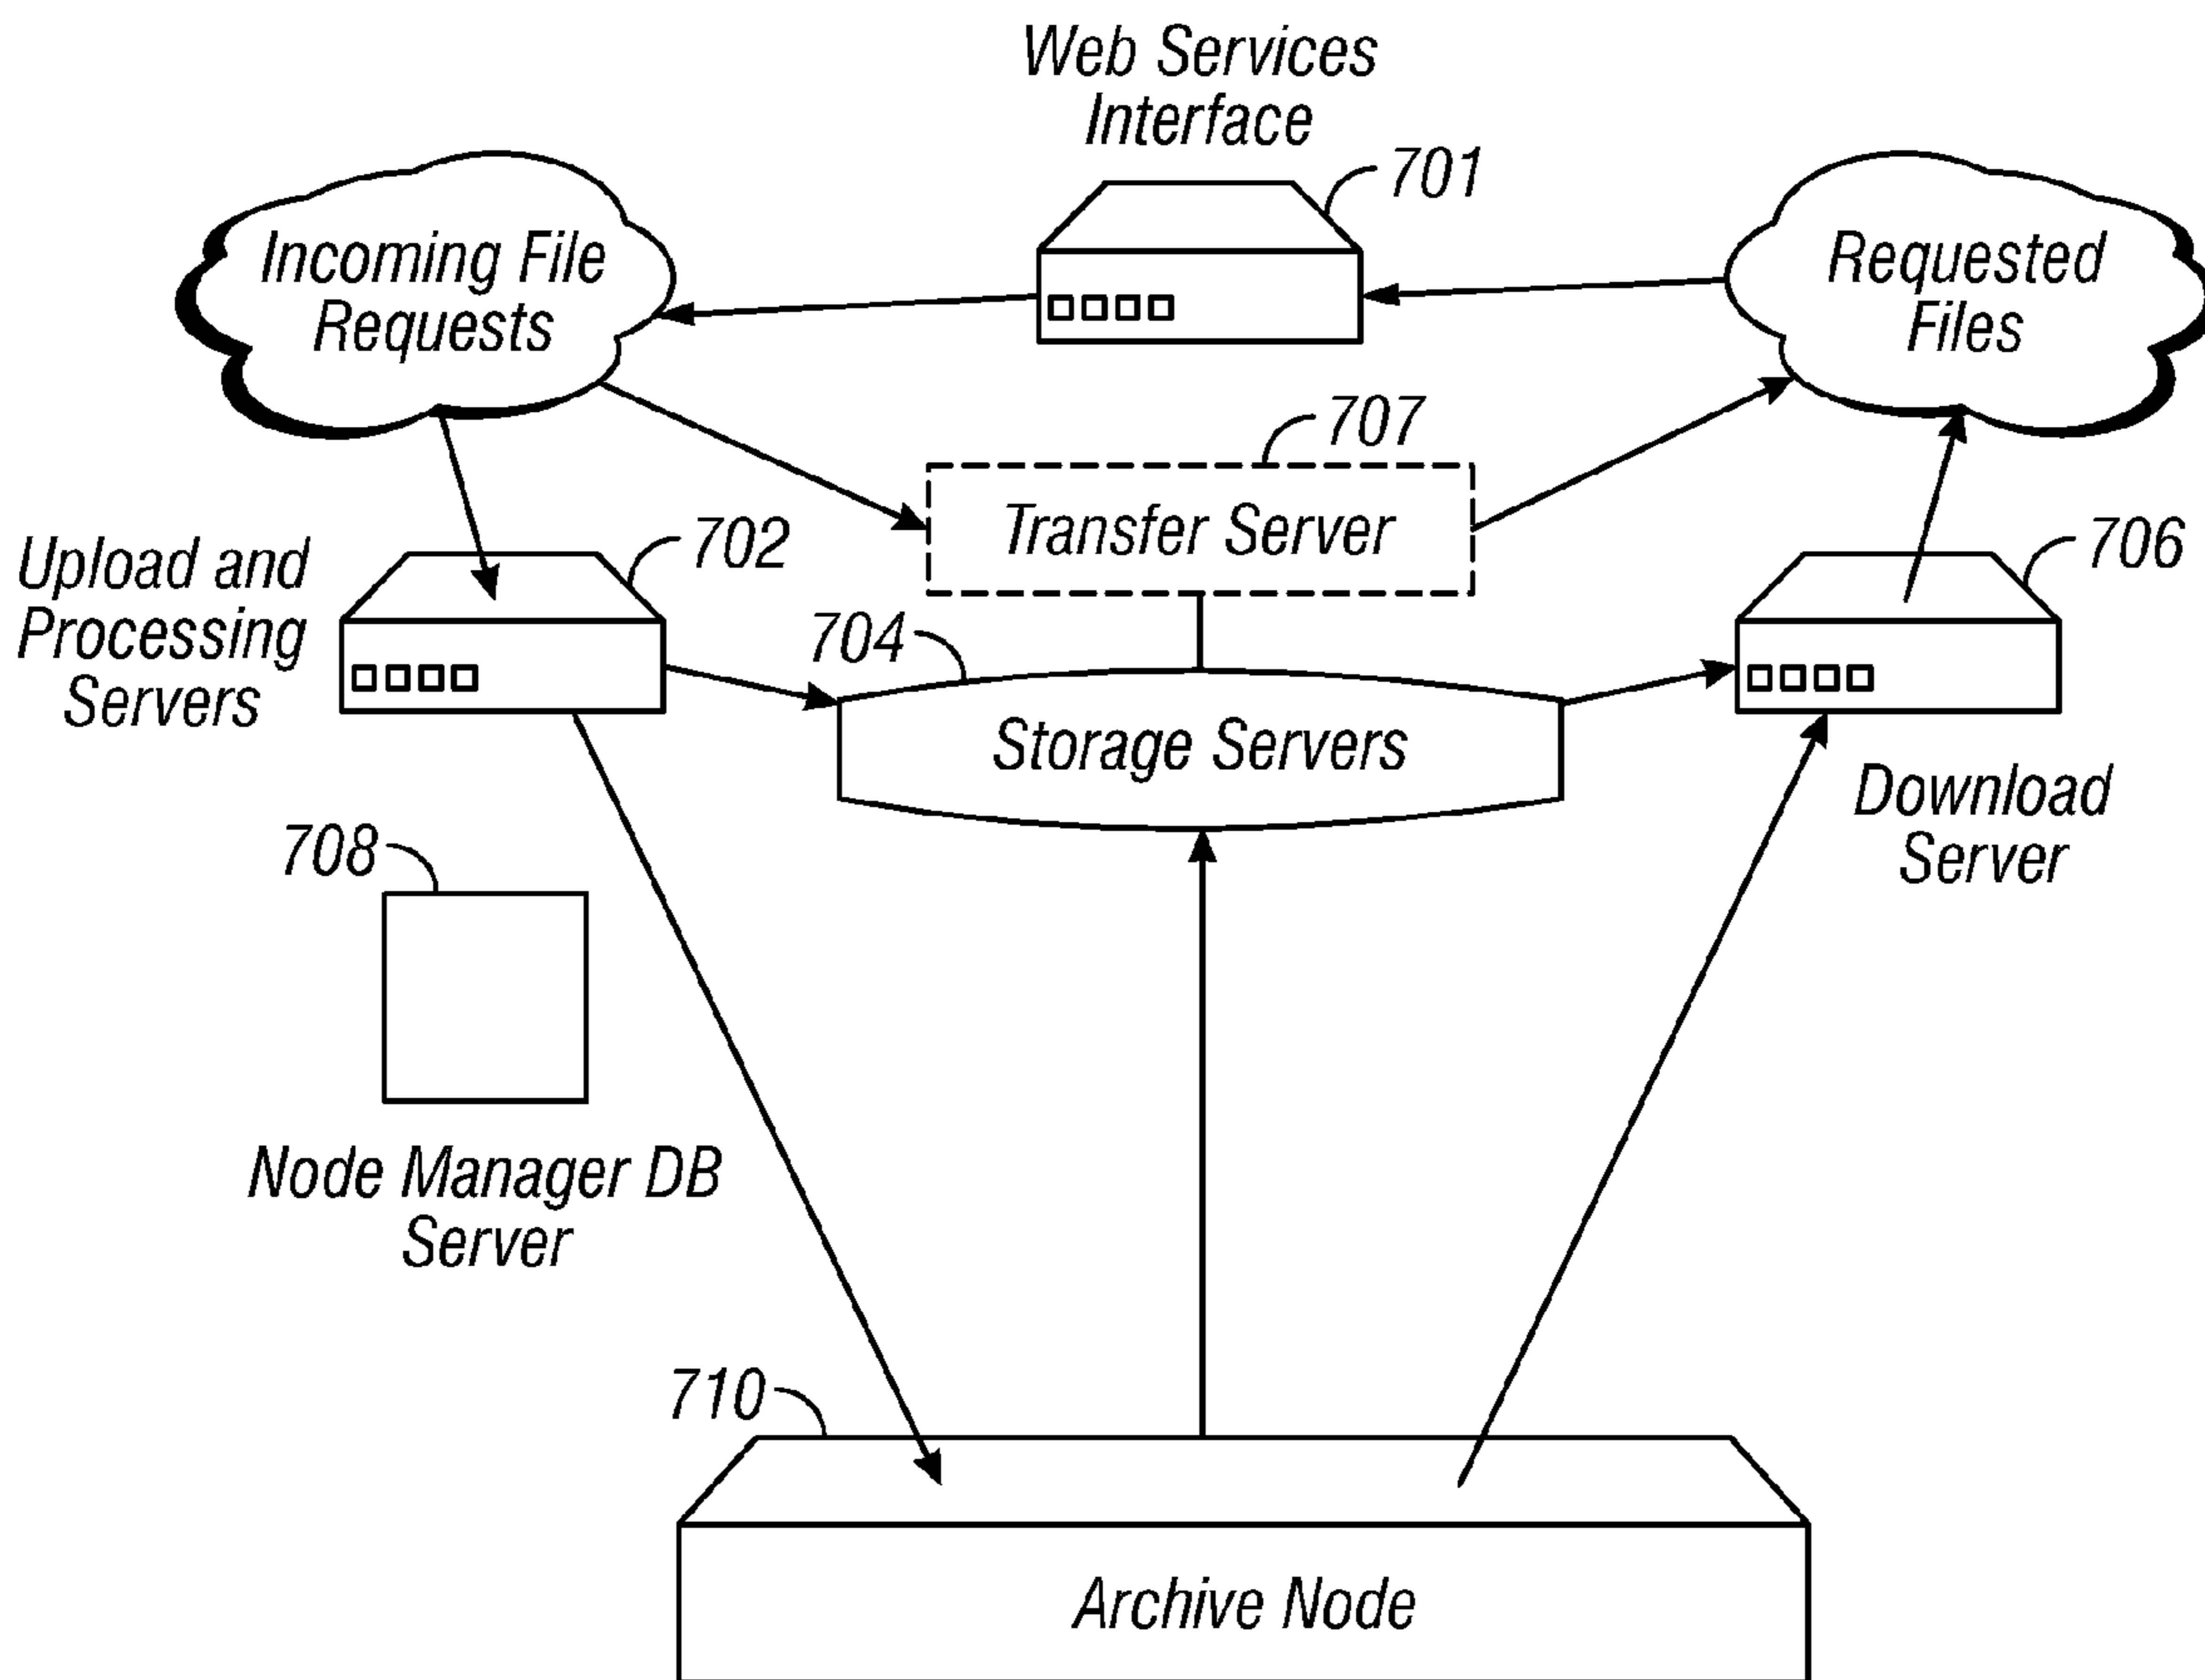 Web Services
Interface
701
Incoming File
Requests
Requested
Files
707
Transfer Server
702
Upload and
Processing
Servers
706
704
Storage Servers
Download
Server
708
Node Manager DB
Server
710
Archive Node